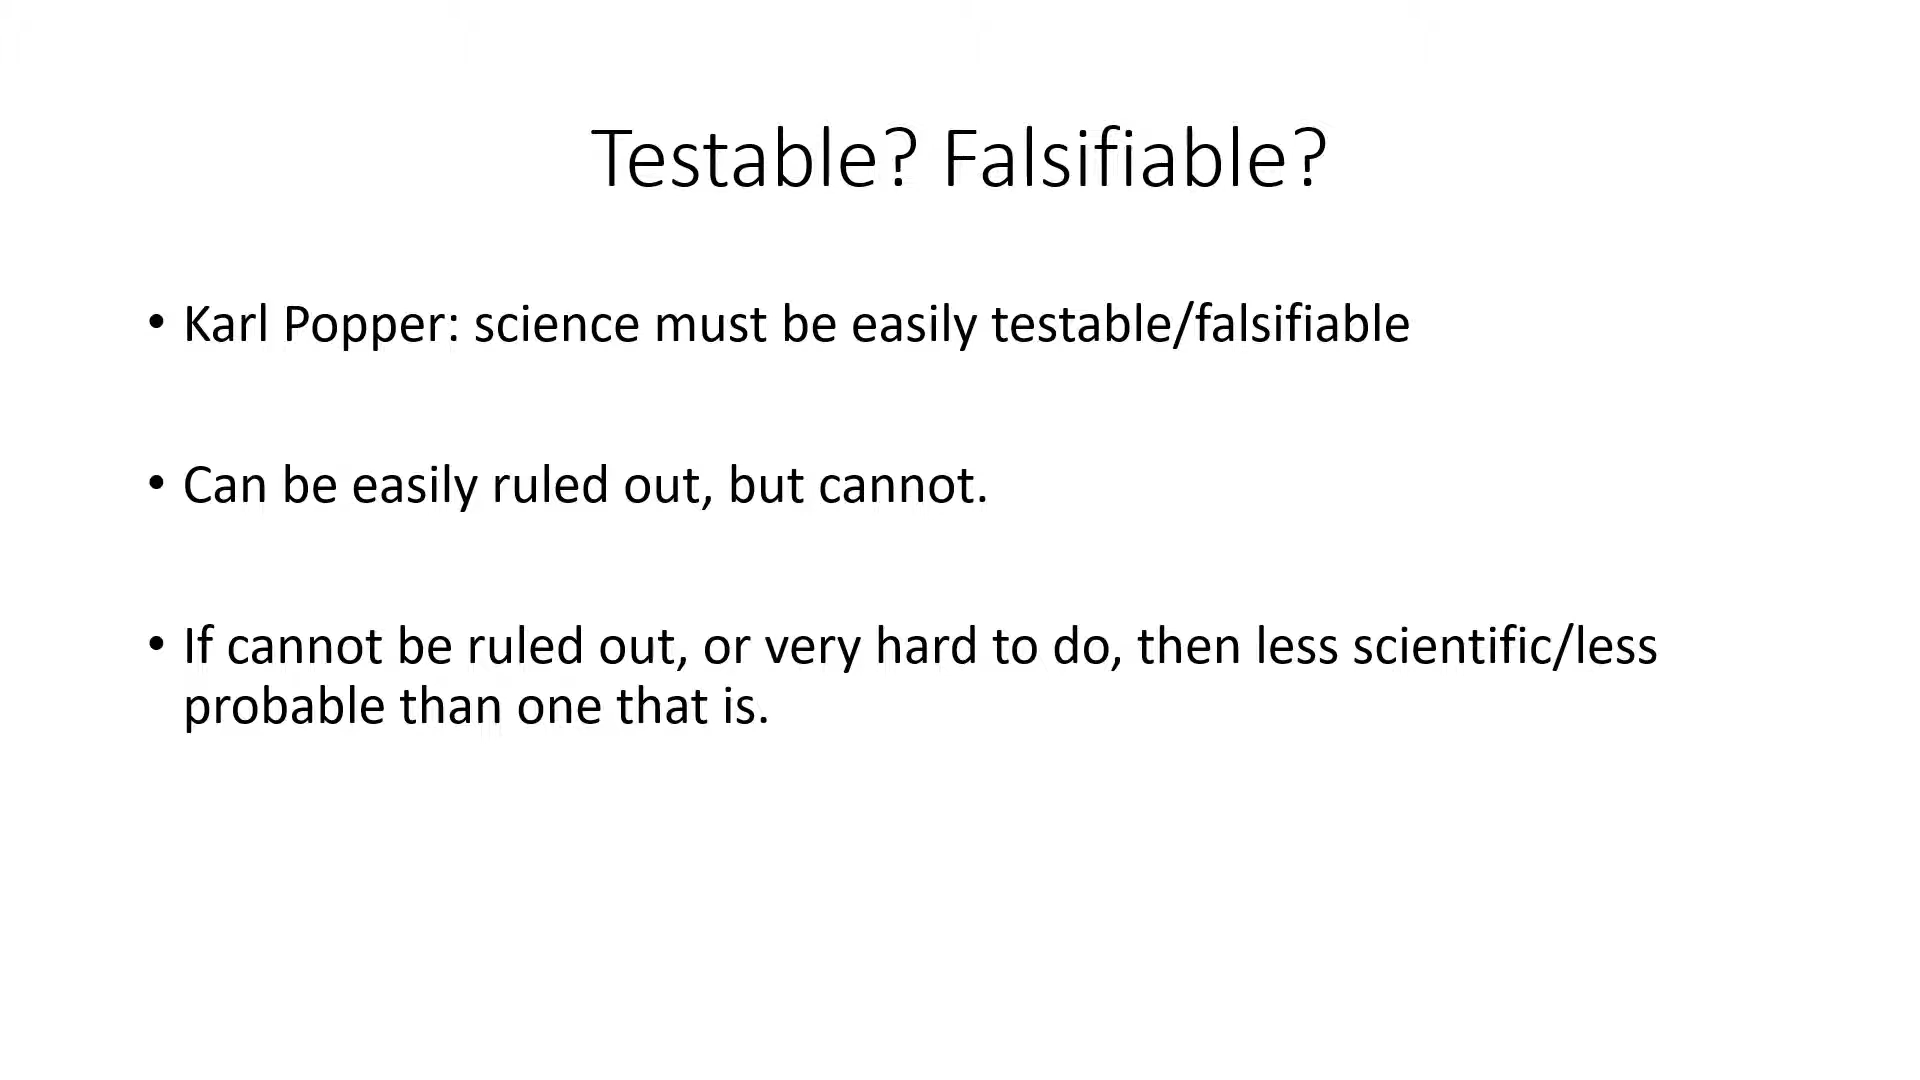 Testable? Falsifiable?
• Karl Popper: science must be easily testable/falsifiable
• Can be easily ruled out, but cannot.
• If cannot be ruled out, or very hard to do, then less scientific/less
probable than one that is.